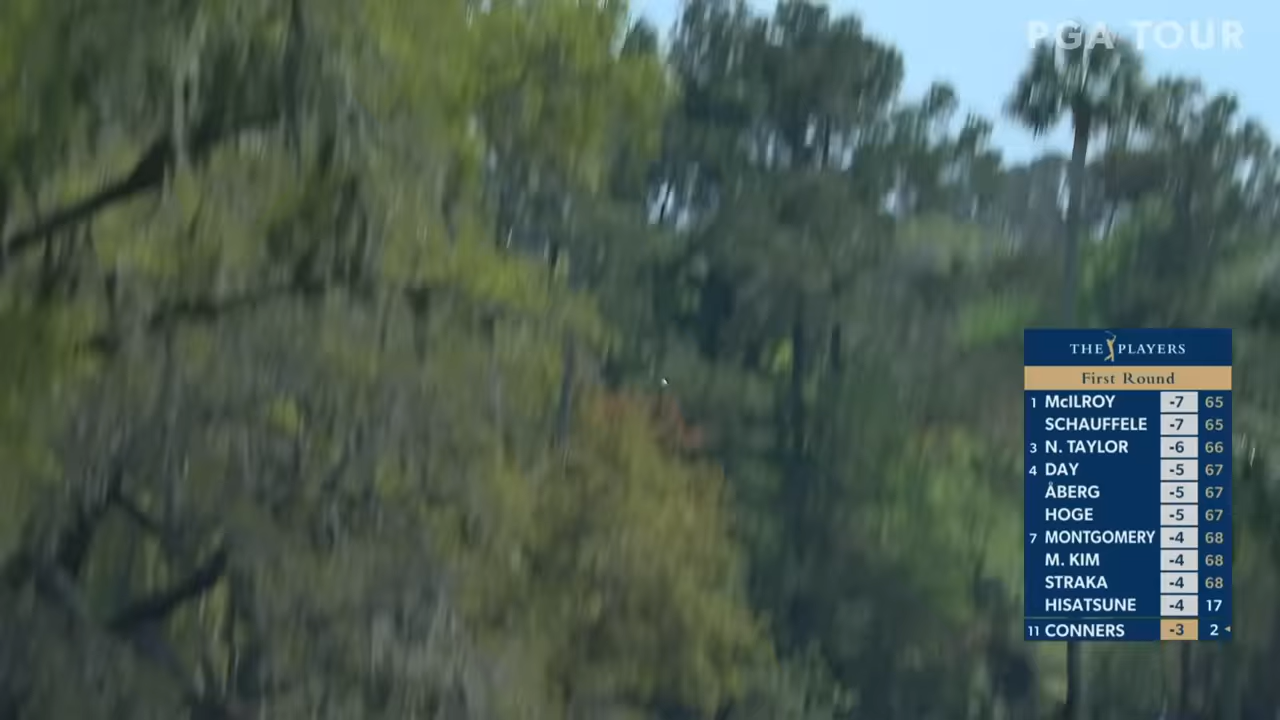 PGA TOUR
THE PLAYERS
First Round
1 McILROY -7 65
SCHAUFFELE -7 65
3 N. TAYLOR -6 66
4 DAY -5 67
ÅBERG -5 67
HOGE -5 67
7 MONTGOMERY -4 68
M. KIM -4 68
STRAKA -4 68
HISATSUNE -4 17
11 CONNERS -3 2